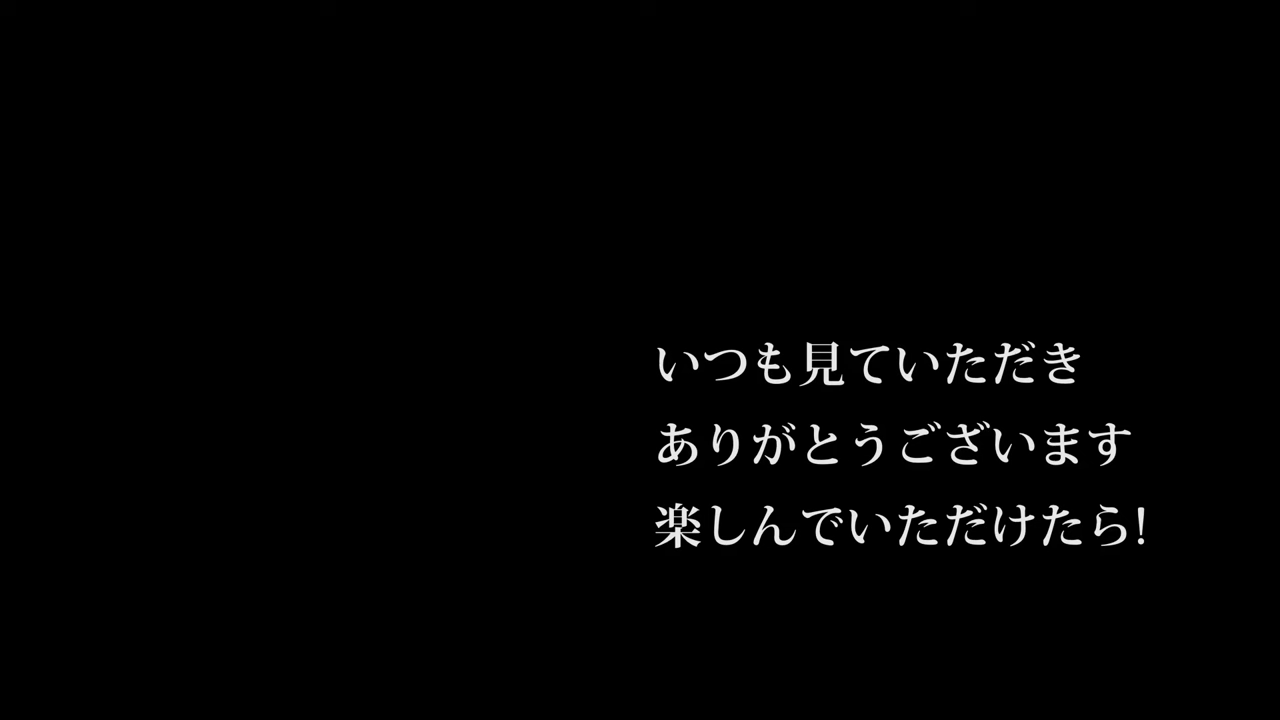 いつも見ていただき
ありがとうございます
楽しんでいただけたら!